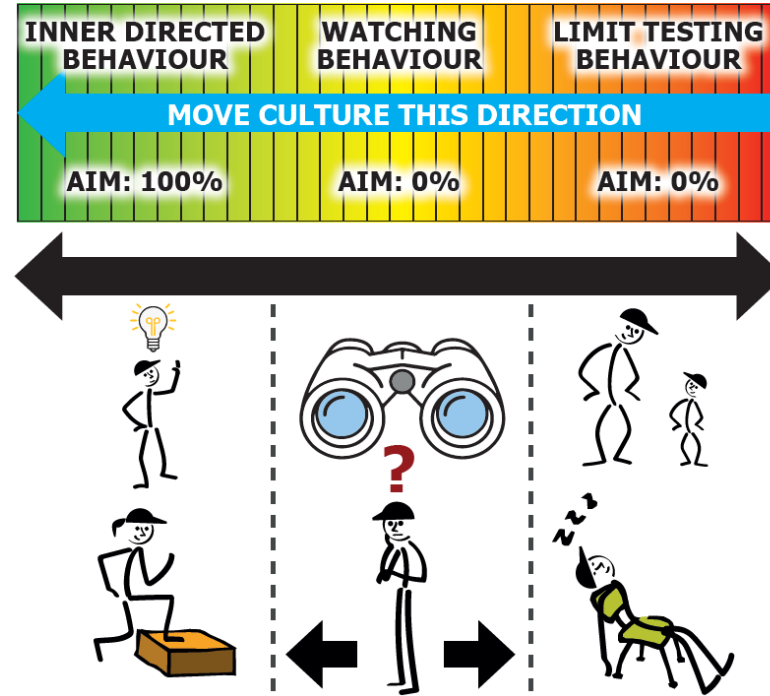 INNER DIRECTED
BEHAVIOUR
WATCHING
BEHAVIOUR
LIMIT TESTING
BEHAVIOUR
MOVE CULTURE THIS DIRECTION
AIM: 100%
AIM: 0%
AIM: 0%
?
z z z